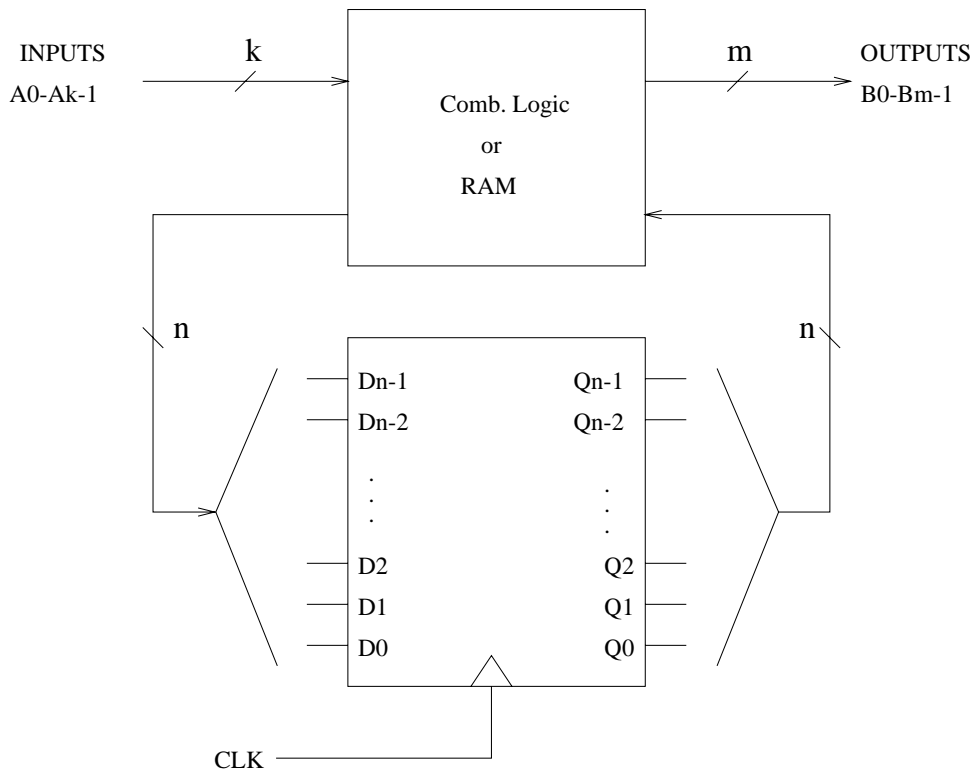 INPUTS
A0-Ak-1
k
m
OUTPUTS
B0-Bm-1
Comb. Logic
or
RAM
n
n
Dn-1
Dn-2
. . .
D2
D1
D0
Qn-1
Qn-2
. . .
Q2
Q1
Q0
CLK